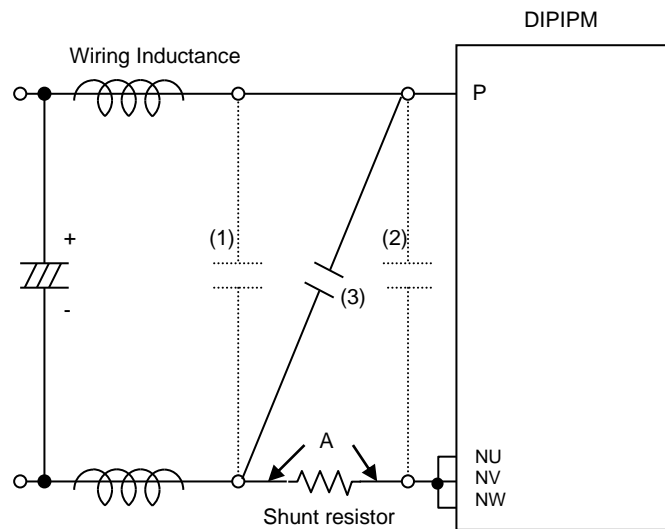 DIPIPM
Wiring Inductance
P
+
(1)
(2)
(3)
-
A
NU
NV
NW
Shunt resistor